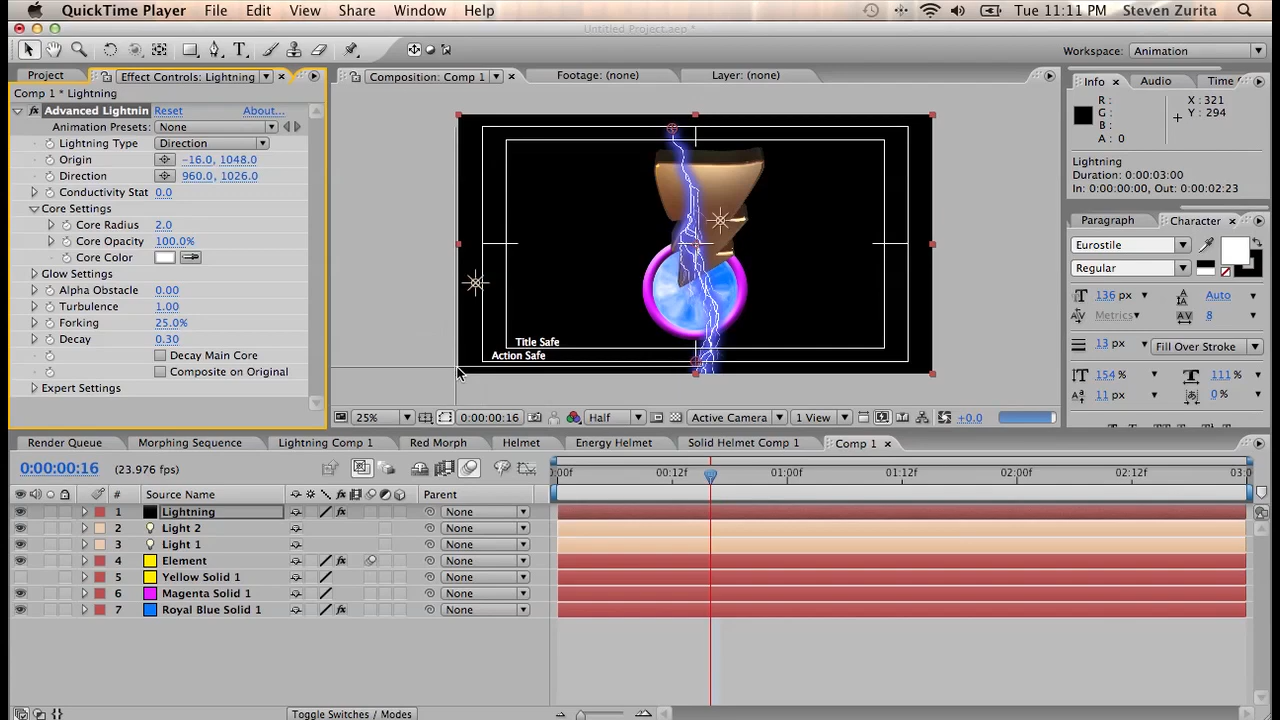 QuickTime Player File Edit View Share Window Help Tue 11:11 PM Steven Zurita
Untitled Project.aep *
T Workspace: Animation
Project Effect Controls: Lightning
Comp 1 * Lightning
fx Advanced Lightnin Reset About...
Animation Presets: None
Lightning Type Direction
Origin -16.0, 1048.0
Direction 960.0, 1026.0
Conductivity Stat 0.0
Core Settings
Core Radius 2.0
Core Opacity 100.0%
Core Color
Glow Settings
Alpha Obstacle 0.00
Turbulence 1.00
Forking 25.0%
Decay 0.30
Decay Main Core
Composite on Original
Expert Settings
Composition: Comp 1 Footage: (none) Layer: (none)
Title Safe
Action Safe
25% 0:00:00:16 Half Active Camera 1 View +0.0
Info Audio Time
R : X : 321
G : Y : 294
B :
A : 0
Lightning
Duration: 0:00:03:00
In: 0:00:00:00, Out: 0:00:02:23
Paragraph Character
Eurostile
Regular
136 px Auto
Metrics 8
13 px Fill Over Stroke
154 % 111 %
11 px 0 %
Render Queue Morphing Sequence Lightning Comp 1 Red Morph Helmet Energy Helmet Solid Helmet Comp 1 Comp 1
0:00:00:16 (23.976 fps)
:00f 00:12f 01:00f 01:12f 02:00f 02:12f 03:0
# Source Name fx Parent
1 Lightning fx None
2 Light 2 None
3 Light 1 None
4 Element fx None
5 Yellow Solid 1 None
6 Magenta Solid 1 None
7 Royal Blue Solid 1 fx None
Toggle Switches / Modes